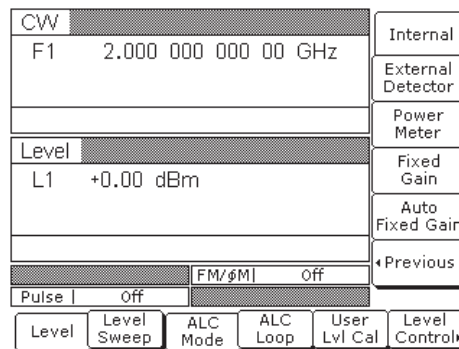 CW
F1 2.000 000 000 00 GHz
Level
L1 +0.00 dBm
FM/ϕM| Off
Pulse | Off
Internal
External
Detector
Power
Meter
Fixed
Gain
Auto
Fixed Gain
◂Previous
Level
Level
Sweep
ALC
Mode
ALC
Loop
User
Lvl Cal
Level
Control▸